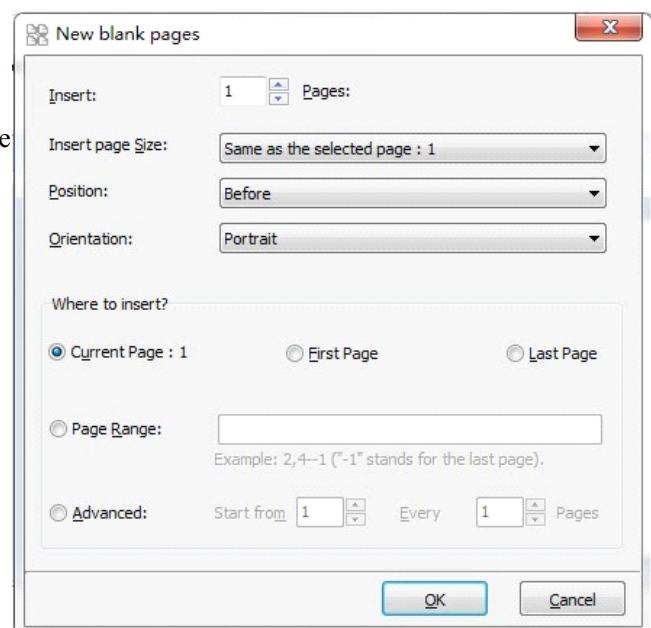 New blank pages
Insert: 1 Pages:
e
Insert page Size: Same as the selected page : 1
Position: Before
Orientation: Portrait
Where to insert?
Current Page : 1 First Page Last Page
Page Range:
Example: 2,4--1 ("-1" stands for the last page).
Advanced: Start from 1 Every 1 Pages
OK Cancel